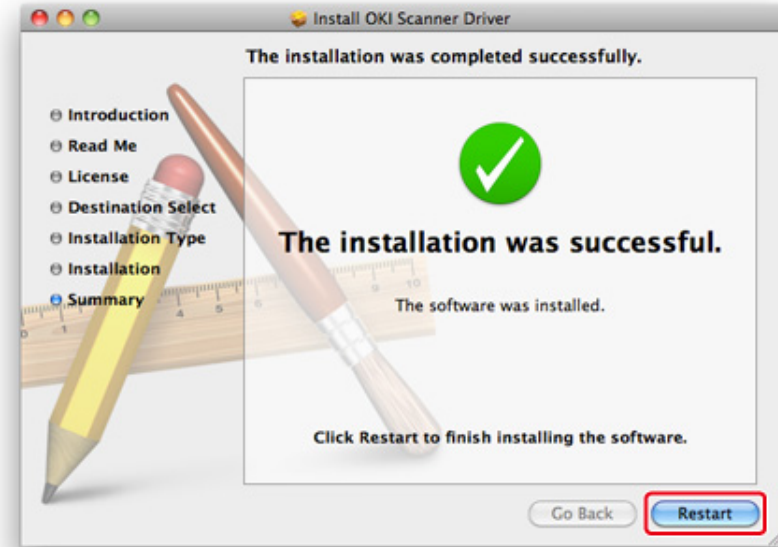 Install OKI Scanner Driver
The installation was completed successfully.
Introduction
Read Me
License
Destination Select
Installation Type
Installation
Summary
The installation was successful.
The software was installed.
Click Restart to finish installing the software.
Go Back
Restart